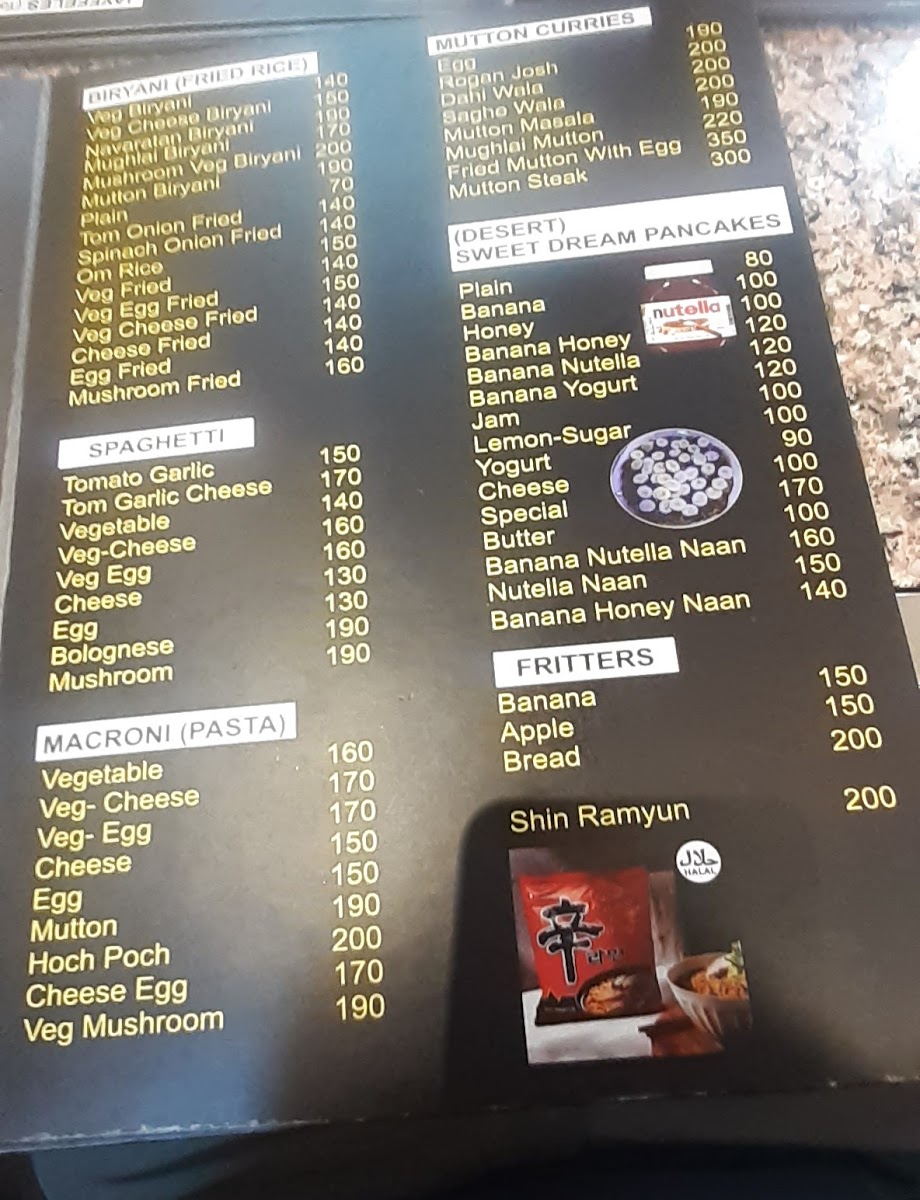 BIRYANI (FRIED RICE)
Veg Biryani 140
Veg Cheese Biryani 150
Navaratan Biryani 190
Mughlai Biryani 170
Mushroom Veg Biryani 200
Mutton Biryani 190
Plain 70
Tom Onion Fried 140
Spinach Onion Fried 140
Om Rice 150
Veg Fried 140
Veg Egg Fried 150
Veg Cheese Fried 140
Cheese Fried 140
Egg Fried 140
Mushroom Fried 160
SPAGHETTI
Tomato Garlic 150
Tom Garlic Cheese 170
Vegetable 140
Veg-Cheese 160
Veg Egg 160
Cheese 130
Egg 130
Bolognese 190
Mushroom 190
MACRONI (PASTA)
Vegetable 160
Veg- Cheese 170
Veg- Egg 170
Cheese 150
Egg 150
Mutton 190
Hoch Poch 200
Cheese Egg 170
Veg Mushroom 190
MUTTON CURRIES
Egg 190
Rogan Josh 200
Dahl Wala 200
Sagho Wala 200
Mutton Masala 190
Mughlai Mutton 220
Fried Mutton With Egg 350
Mutton Steak 300
(DESERT)
SWEET DREAM PANCAKES
Plain 80
Banana 100
Honey 100
Banana Honey 120
Banana Nutella 120
Banana Yogurt 120
Jam 100
Lemon-Sugar 100
Yogurt 90
Cheese 100
Special 170
Butter 100
Banana Nutella Naan 160
Nutella Naan 150
Banana Honey Naan 140
nutella
FRITTERS
Banana 150
Apple 150
Bread 200
Shin Ramyun 200
حلال
HALAL
辛
라면